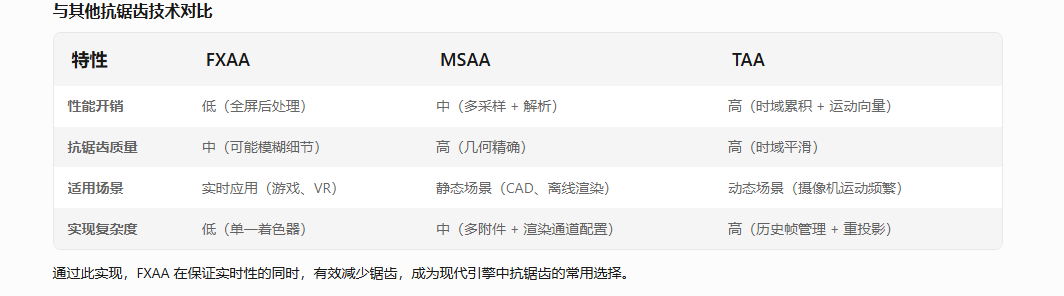 与其他抗锯齿技术对比
特性 FXAA MSAA TAA
性能开销 低（全屏后处理） 中（多采样 + 解析） 高（时域累积 + 运动向量）
抗锯齿质量 中（可能模糊细节） 高（几何精确） 高（时域平滑）
适用场景 实时应用（游戏、VR） 静态场景（CAD、离线渲染） 动态场景（摄像机运动频繁）
实现复杂度 低（单一着色器） 中（多附件 + 渲染通道配置） 高（历史帧管理 + 重投影）
通过此实现，FXAA 在保证实时性的同时，有效减少锯齿，成为现代引擎中抗锯齿的常用选择。